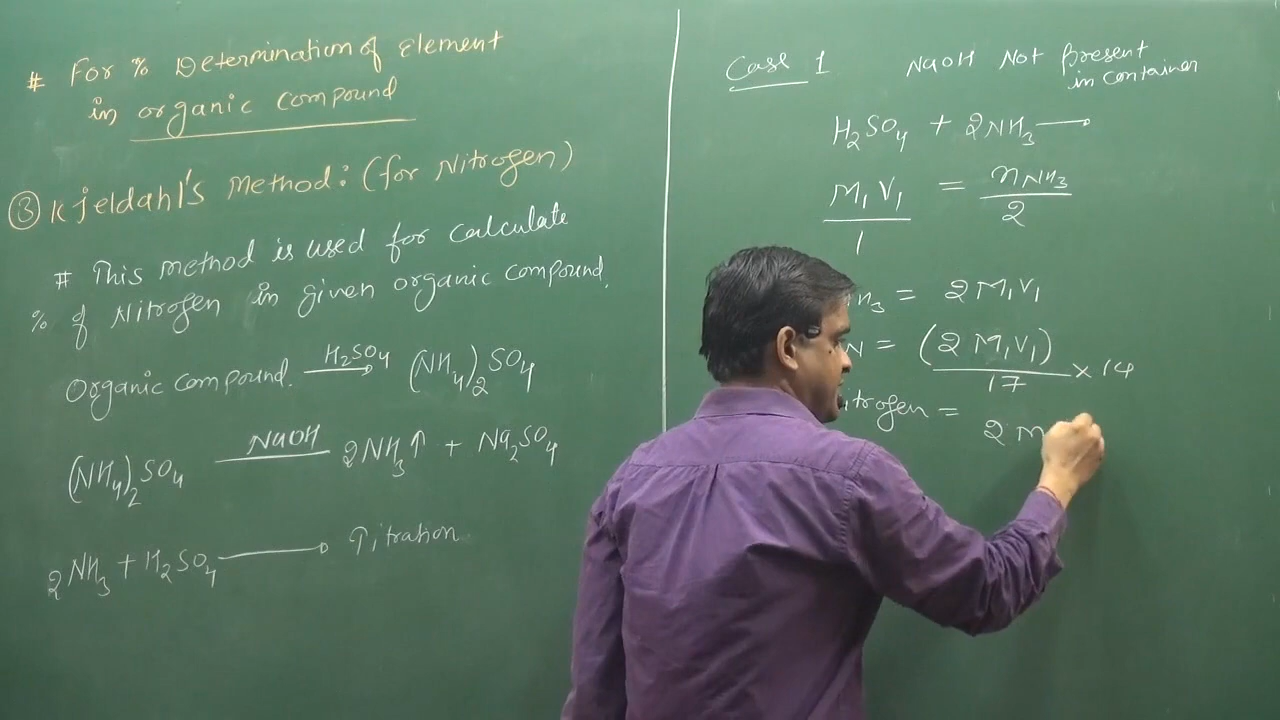 # For % Determination of Element
in organic compound
③ Kjeldahl's Method: (for Nitrogen)
# This method is used for calculate
% of Nitrogen in given organic compound.
Organic compound. H₂SO₄ → (NH₄)₂SO₄
(NH₄)₂SO₄ NaOH — 2NH₃↑ + Na₂SO₄
2NH₃ + H₂SO₄ → Titration
Case 1 NaOH Not Present
in container
H₂SO₄ + 2NH₃ →
M₁V₁ = nNH₃
1 2
H₃ = 2M₁V₁
N = (2M₁V₁)
17 × 14
itrogen =
2M